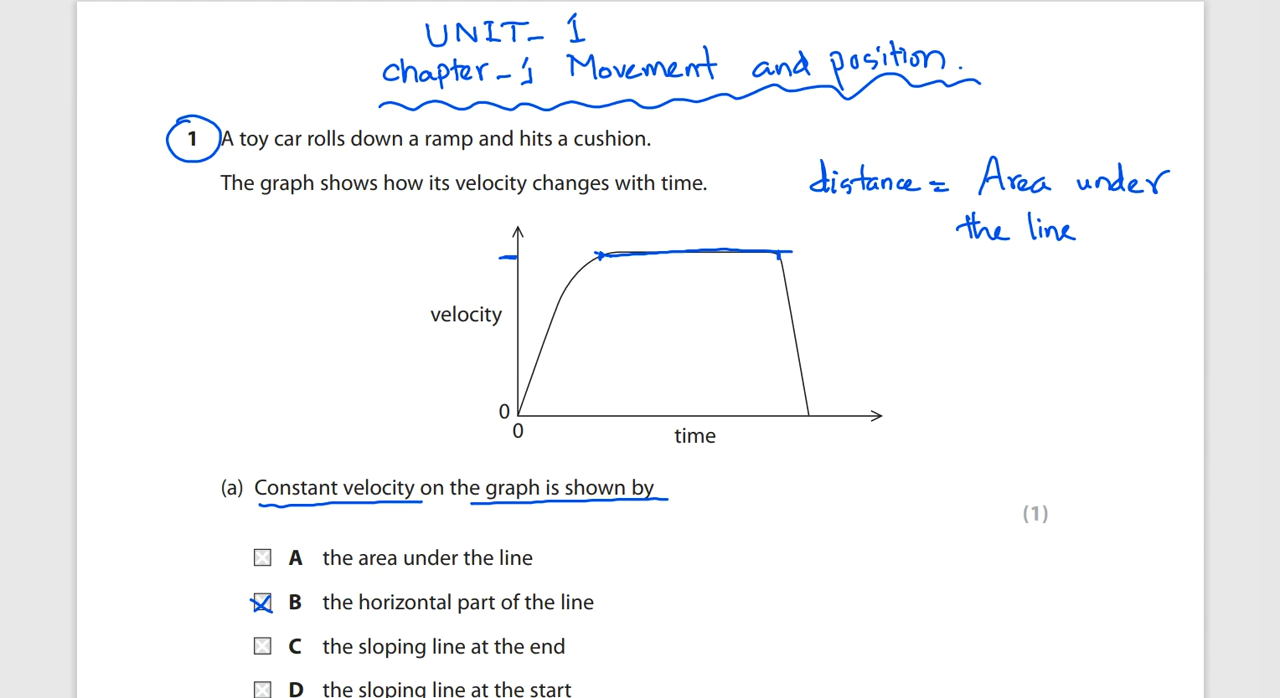 UNIT- 1
chapter-1 Movement and position.
1 A toy car rolls down a ramp and hits a cushion.
The graph shows how its velocity changes with time.
distance = Area under
the line
velocity
0
0
time
(a) Constant velocity on the graph is shown by
(1)
A the area under the line
B the horizontal part of the line
C the sloping line at the end
D the sloping line at the start